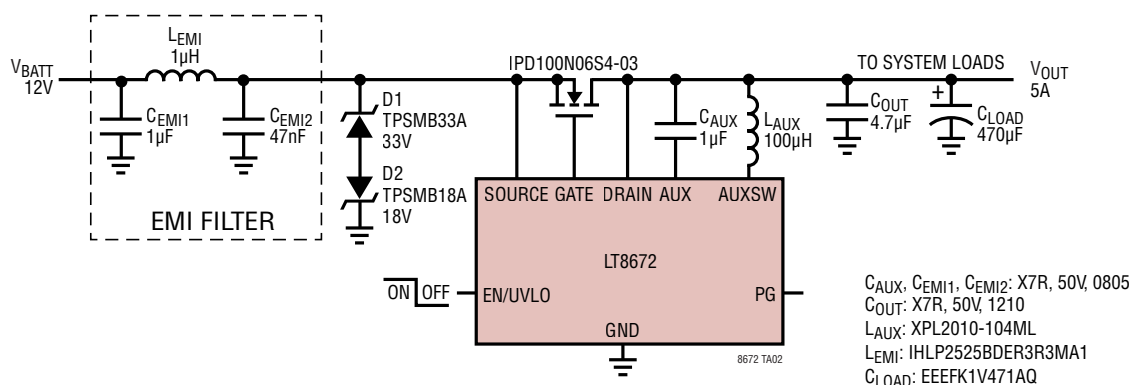 LEMI
1µH
VBATT
12V
CEMI1
1µF
CEMI2
47nF
EMI FILTER
D1
TPSMB33A
33V
D2
TPSMB18A
18V
IPD100N06S4-03
CAUX
1µF
LAUX
100µH
TO SYSTEM LOADS
VOUT
5A
COUT
4.7µF
+
CLOAD
470µF
SOURCE GATE DRAIN AUX AUXSW
LT8672
ON OFF
EN/UVLO
PG
GND
8672 TA02
CAUX, CEMI1, CEMI2: X7R, 50V, 0805
COUT: X7R, 50V, 1210
LAUX: XPL2010-104ML
LEMI: IHLP2525BDER3R3MA1
CLOAD: EEEFK1V471AQ